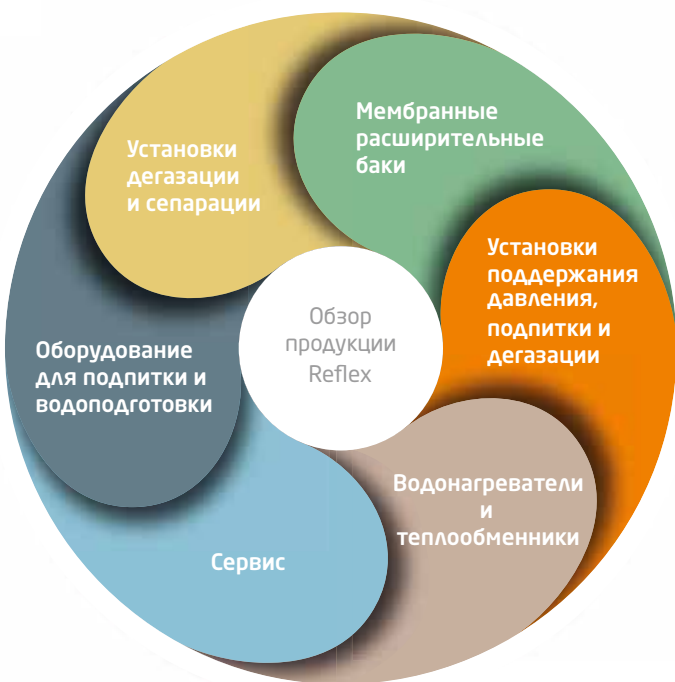 Мембранные
расширительные
баки
Установки
поддержания
давления,
подпитки и
дегазации
Водонагреватели
и
теплообменники
Сервис
Оборудование
для подпитки и
водоподготовки
Установки
дегазации
и сепарации
Обзор
продукции
Reflex